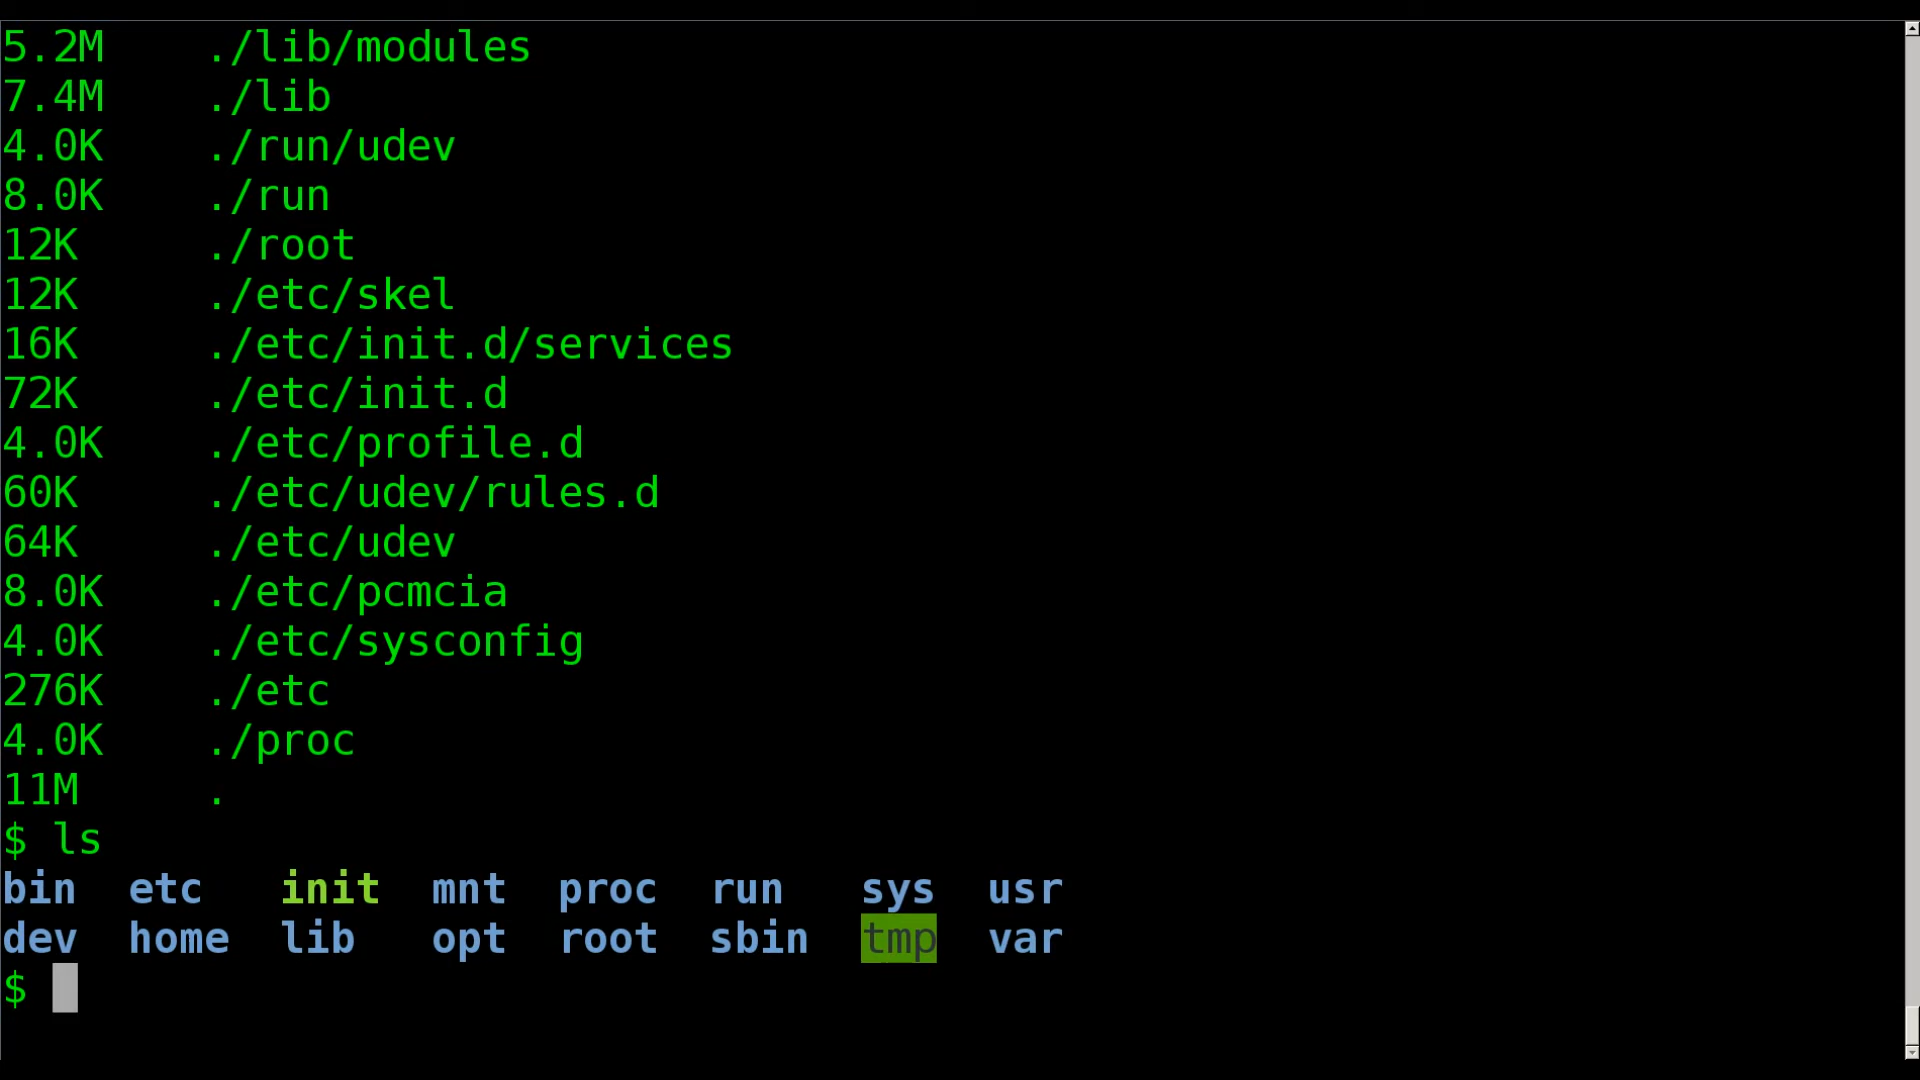 5.2M ./lib/modules
7.4M ./lib
4.0K ./run/udev
8.0K ./run
12K ./root
12K ./etc/skel
16K ./etc/init.d/services
72K ./etc/init.d
4.0K ./etc/profile.d
60K ./etc/udev/rules.d
64K ./etc/udev
8.0K ./etc/pcmcia
4.0K ./etc/sysconfig
276K ./etc
4.0K ./proc
11M .
$ ls
bin etc init mnt proc run sys usr
dev home lib opt root sbin tmp var
$